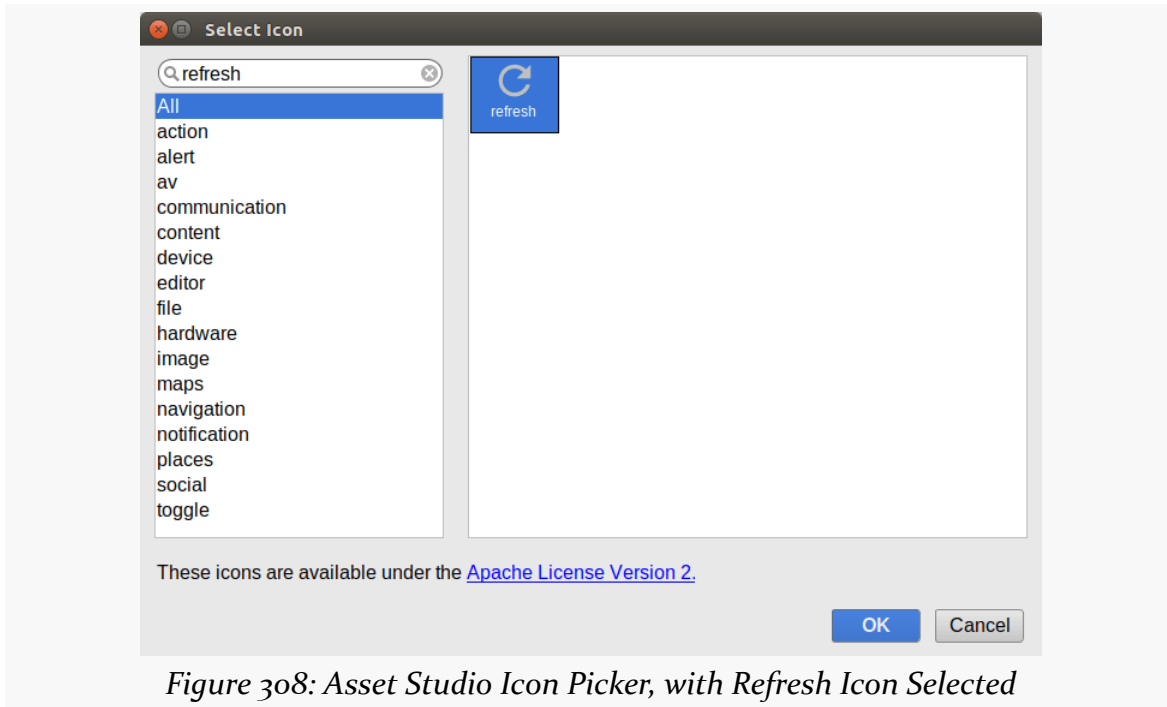 Select Icon
refresh
All
action
alert
av
communication
content
device
editor
file
hardware
image
maps
navigation
notification
places
social
toggle
refresh
These icons are available under the Apache License Version 2.
OK
Cancel
Figure 308: Asset Studio Icon Picker, with Refresh Icon Selected